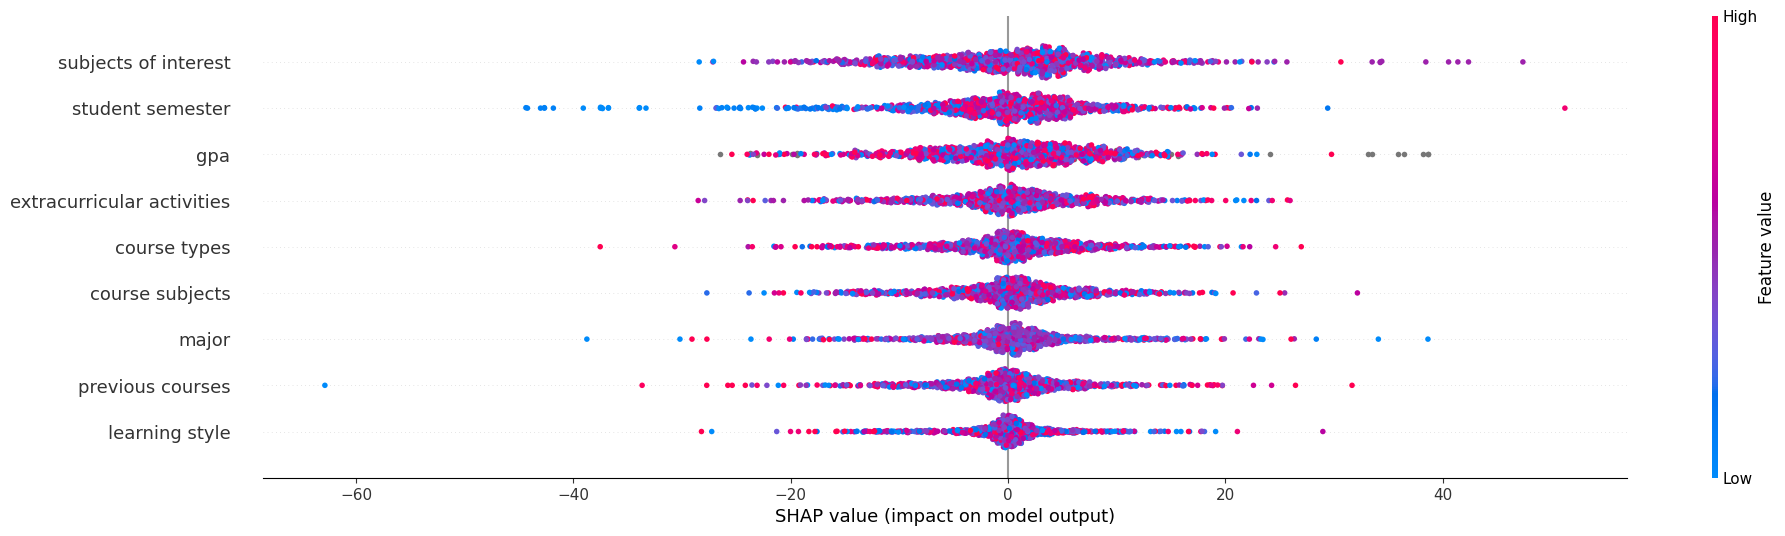 High
subjects of interest
student semester
gpa
extracurricular activities
course types
course subjects
major
previous courses
learning style
Feature value
Low
−60
−40
−20
0
20
40
SHAP value (impact on model output)